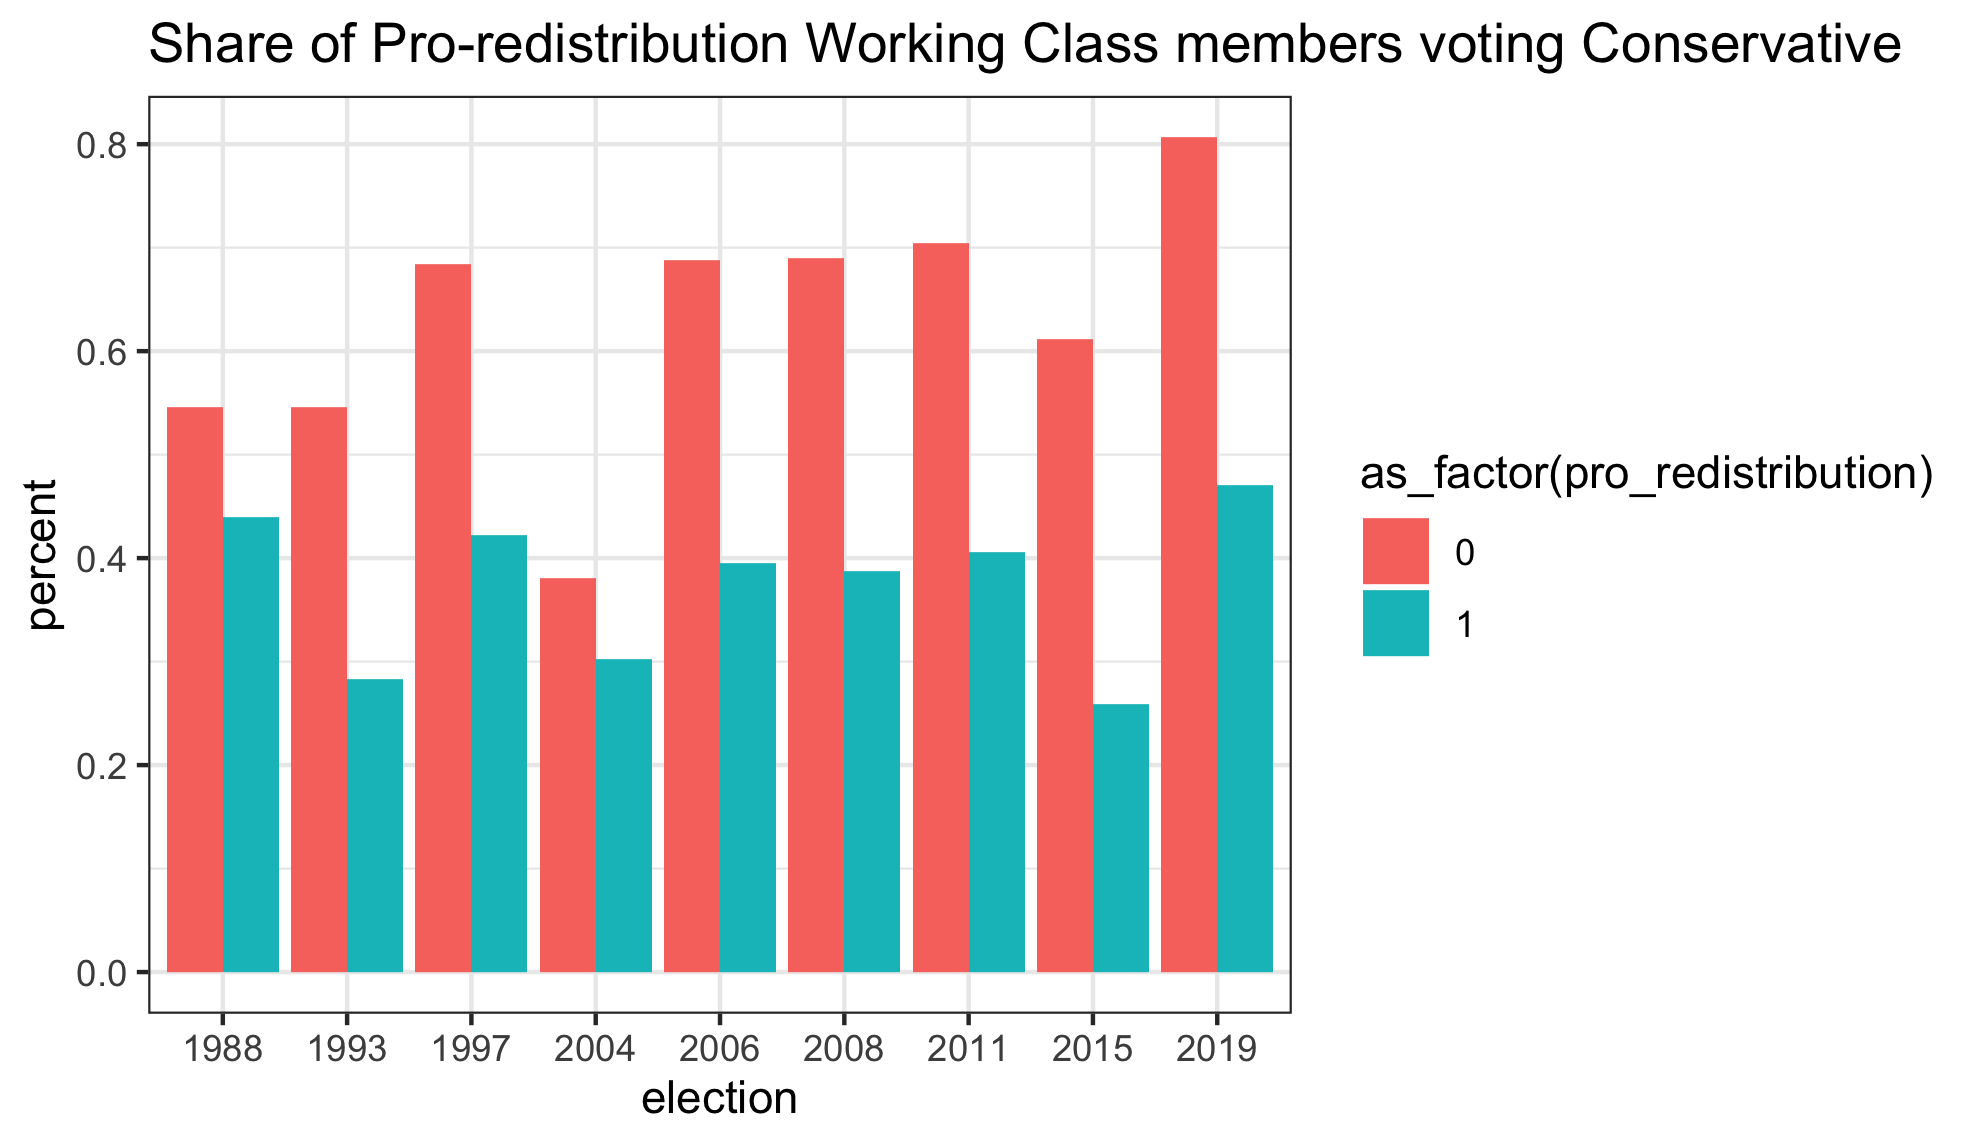 Share of Pro-redistribution Working Class members voting Conservative
percent
0.8
0.6
0.4
0.2
0.0
1988 1993 1997 2004 2006 2008 2011 2015 2019
election
as_factor(pro_redistribution)
0
1